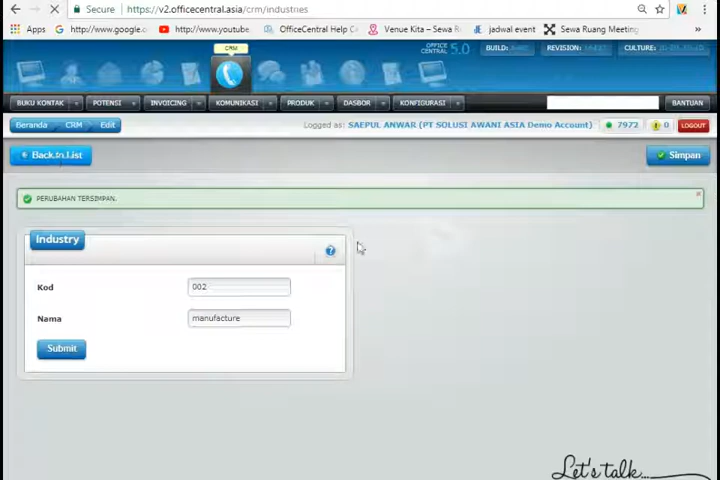 Secure https://v2.officecentral.asia/crm/industries
Apps http://www.google.c http://www.youtube OfficeCentral Help C Venue Kita – Sewa R jadwal event Sewa Ruang Meeting »
CRM
OFFICE CENTRAL 5.0 BUILD: REVISION: CULTURE:
BUKU KONTAK POTENSI INVOICING KOMUNIKASI PRODUK DASBOR KONFIGURASI BANTUAN
Beranda CRM Edit Logged as: SAEPUL ANWAR (PT SOLUSI AWANI ASIA Demo Account) 7972 0 LOGOUT
Back to List Simpan
PERUBAHAN TERSIMPAN.
Industry
Kod 002
Nama manufacture
Submit
Let's talk...